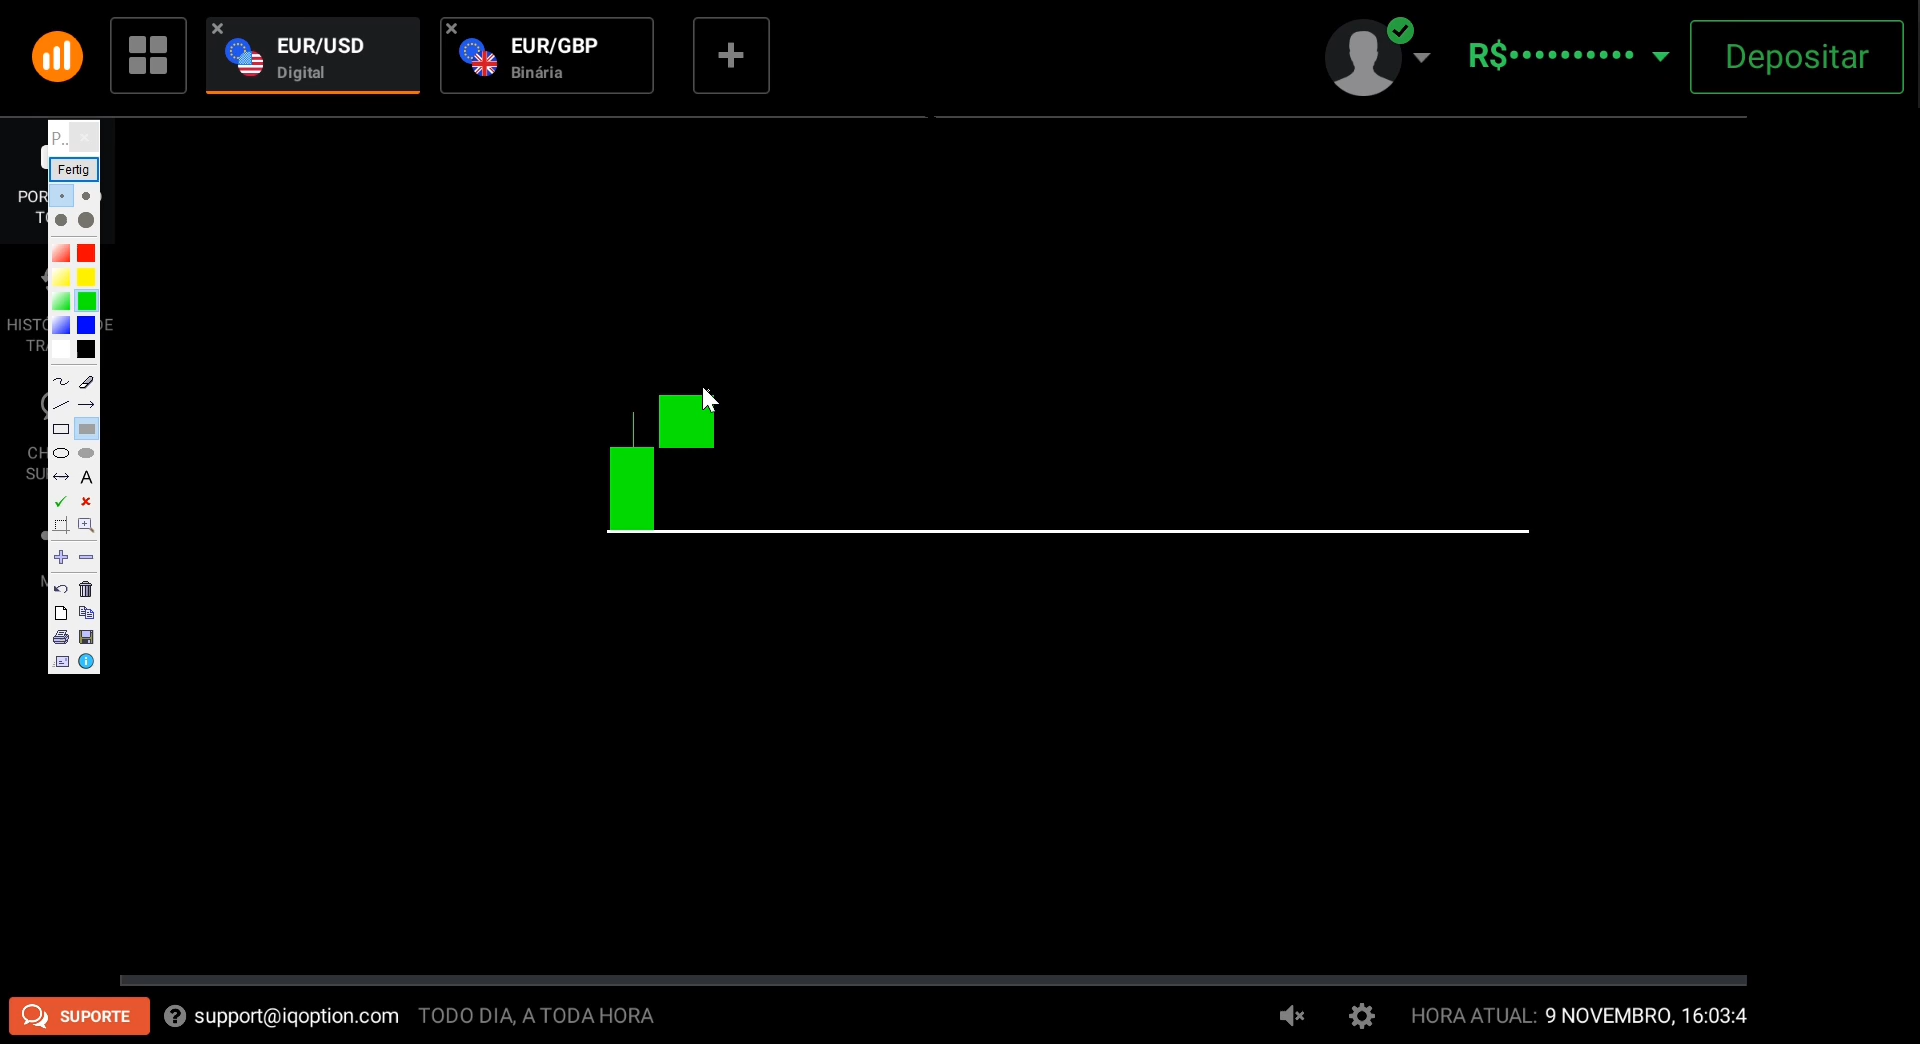 EUR/USD
Digital
EUR/GBP
Binária
R$
Depositar
P..
Fertig
A
SUPORTE
support@iqoption.com
TODO DIA, A TODA HORA
HORA ATUAL: 9 NOVEMBRO, 16:03:4